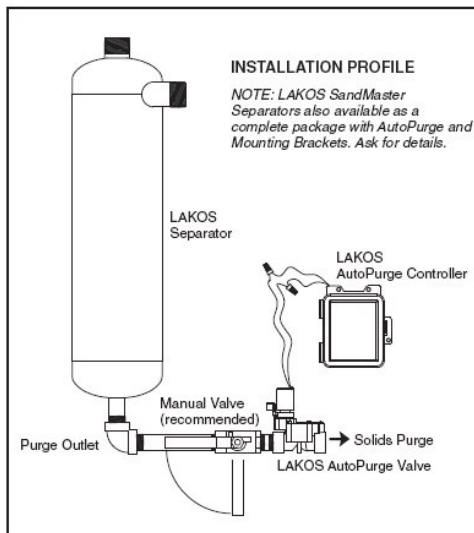 INSTALLATION PROFILE
NOTE: LAKOS SandMaster
Separators also available as a
complete package with AutoPurge and
Mounting Brackets. Ask for details.
LAKOS
Separator
LAKOS
AutoPurge Controller
Manual Valve
(recommended)
Purge Outlet
Solids Purge
LAKOS AutoPurge Valve